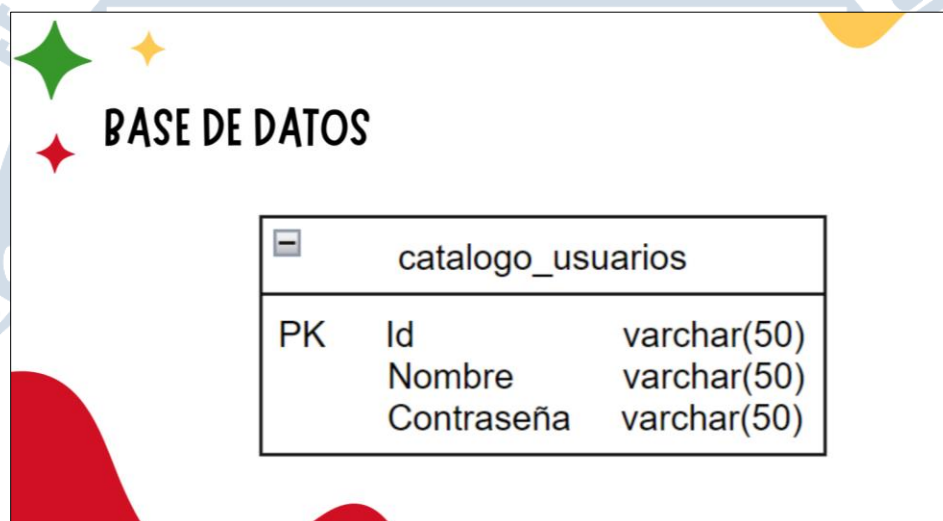 BASE DE DATOS
catalogo_usuarios
PK Id varchar(50)
Nombre varchar(50)
Contraseña varchar(50)